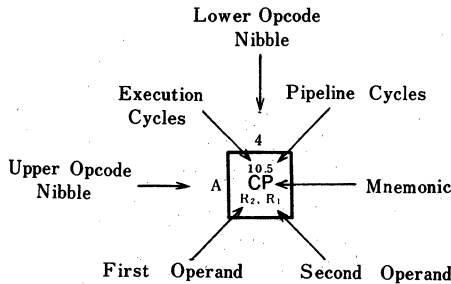 Lower Opcode
Nibble
Execution
Cycles
Pipeline Cycles
4
Upper Opcode
Nibble
A
10.5
CP
R₂, R₁
Mnemonic
First Operand
Second Operand